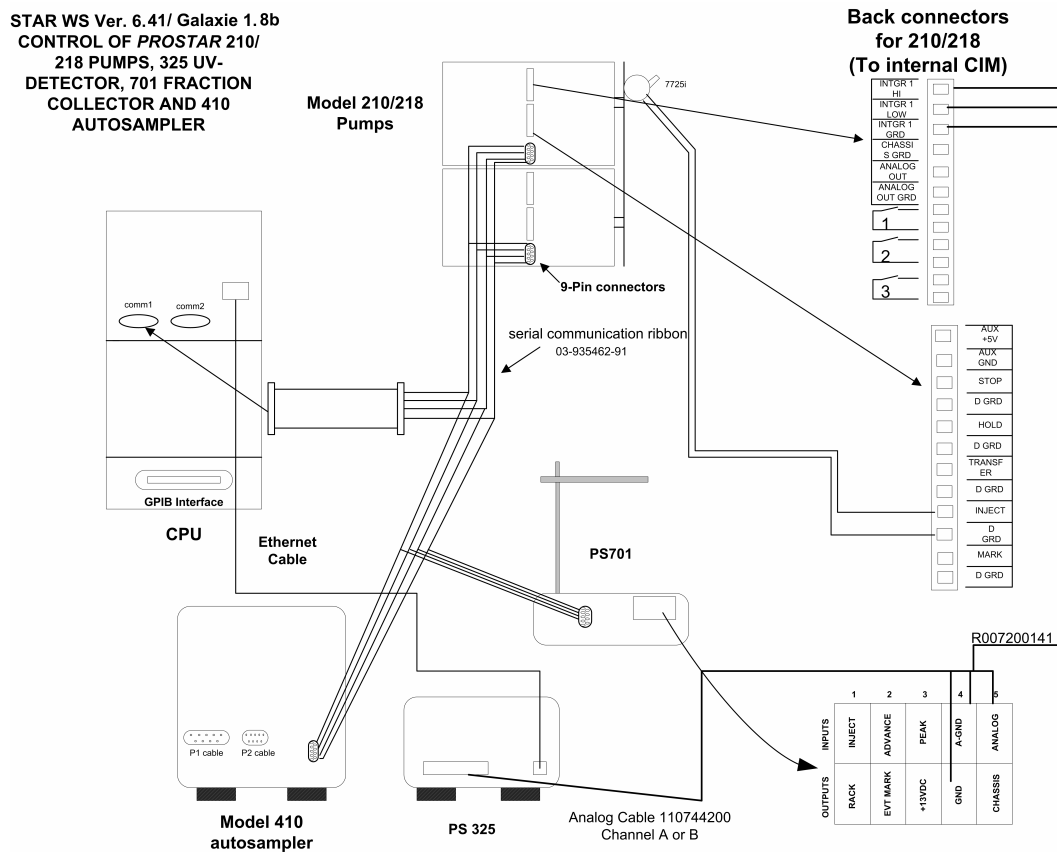 STAR WS Ver. 6.41/ Galaxie 1.8b
CONTROL OF PROSTAR 210/
218 PUMPS, 325 UV-
DETECTOR, 701 FRACTION
COLLECTOR AND 410
AUTOSAMPLER
Model 210/218
Pumps
7725i
Back connectors
for 210/218
(To internal CIM)
INTGR 1
HI
INTGR 1
LOW
INTGR 1
GRD
CHASSI
S GRD
ANALOG
OUT
ANALOG
OUT GRD
1
2
3
9-Pin connectors
comm1
comm2
serial communication ribbon
03-935462-91
AUX
+5V
AUX
GND
STOP
D GRD
HOLD
D GRD
TRANSF
ER
D GRD
INJECT
D
GRD
MARK
D GRD
GPIB Interface
CPU
Ethernet
Cable
PS701
R007200141
P1 cable
P2 cable
Model 410
autosampler
PS 325
Analog Cable 110744200
Channel A or B
1 2 3 4 5
INPUTS
INJECT
ADVANCE
PEAK
A-GND
ANALOG
OUTPUTS
RACK
EVT MARK
+13VDC
GND
CHASSIS